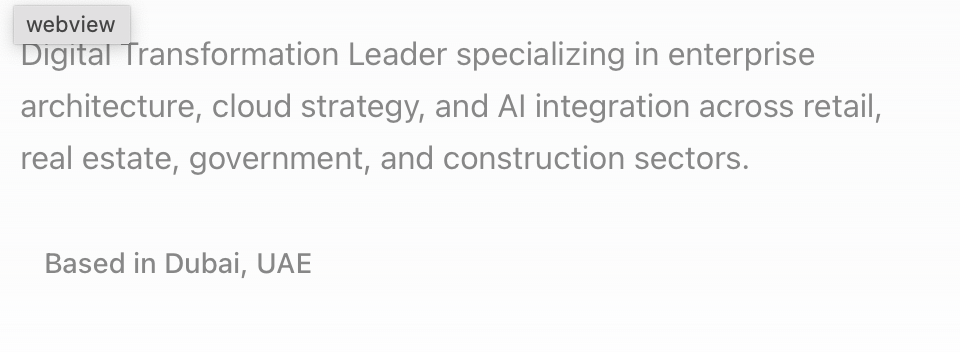 webview
Digital Transformation Leader specializing in enterprise
architecture, cloud strategy, and AI integration across retail,
real estate, government, and construction sectors.
Based in Dubai, UAE